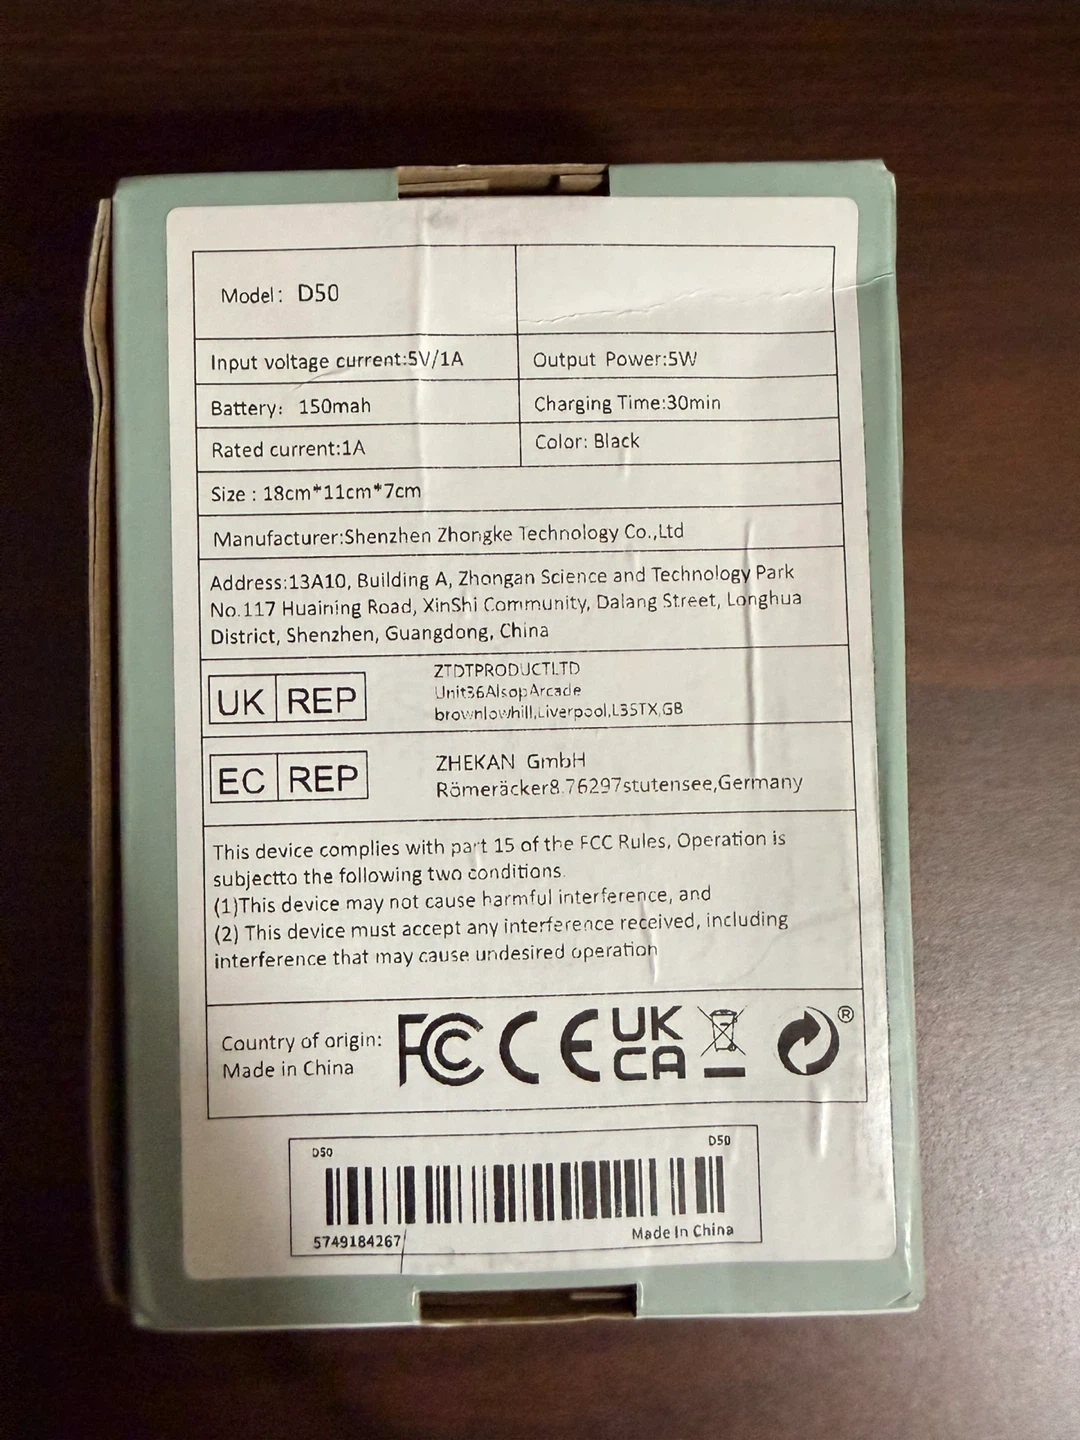 Model: D50
Input voltage current:5V/1A
Output Power:5W
Battery: 150mah
Charging Time:30min
Rated current:1A
Color: Black
Size : 18cm*11cm*7cm
Manufacturer:Shenzhen Zhongke Technology Co.,Ltd
Address:13A10, Building A, Zhongan Science and Technology Park
No.117 Huaining Road, XinShi Community, Dalang Street, Longhua
District, Shenzhen, Guangdong, China
UK REP
ZTDTPRODUCTLTD
Unit36AlsopArcade
brownlowhill,Liverpool,L35TX,GB
EC REP
ZHEKAN GmbH
Römeräcker8.76297stutensee,Germany
This device complies with part 15 of the FCC Rules, Operation is
subjectto the following two conditions.
(1)This device may not cause harmful interference, and
(2) This device must accept any interference received, including
interference that may cause undesired operation
Country of origin:
Made in China
FCC CE UK
CA
®
D50
D50
5749184267
Made In China